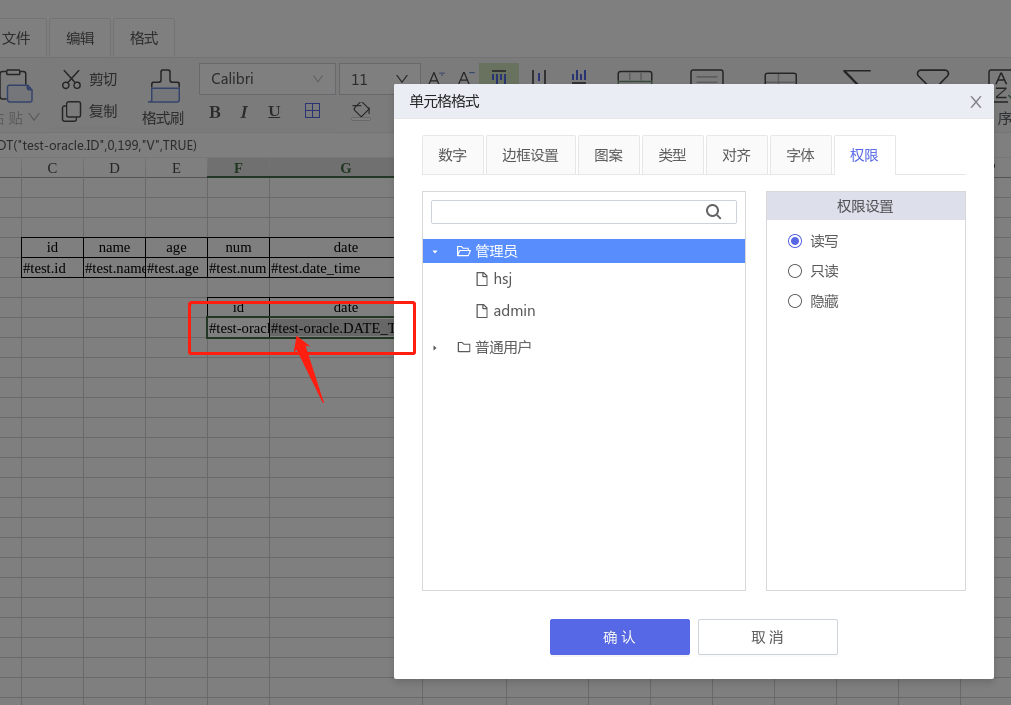 文件 编辑 格式
剪切 Calibri 11
贴 格式刷 复制 B I U 序
DT("test-oracle.ID",0,199,"V",TRUE)
C D E F G
id name age num date
#test.id #test.name #test.age #test.num #test.date_time
id date
#test-oracl #test-oracle.DATE_T
单元格格式
数字 边框设置 图案 类型 对齐 字体 权限
管理员
hsj
admin
普通用户
权限设置
读写
只读
隐藏
确 认 取 消